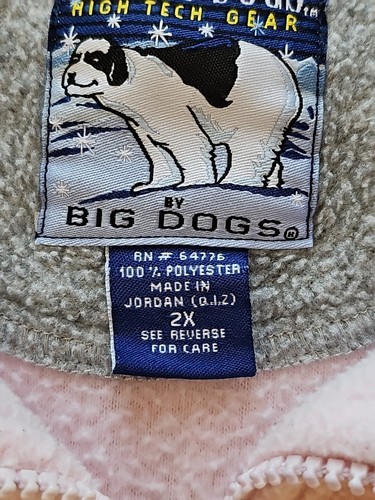 HIGH TECH GEAR
BY
BIG DOGS®
RN # 64776
100% POLYESTER
MADE IN
JORDAN (Q.I.Z)
2X
SEE REVERSE
FOR CARE